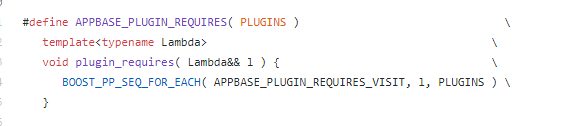 #define APPBASE_PLUGIN_REQUIRES( PLUGINS ) \
template<typename Lambda> \
void plugin_requires( Lambda&& l ) { \
BOOST_PP_SEQ_FOR_EACH( APPBASE_PLUGIN_REQUIRES_VISIT, l, PLUGINS ) \
}